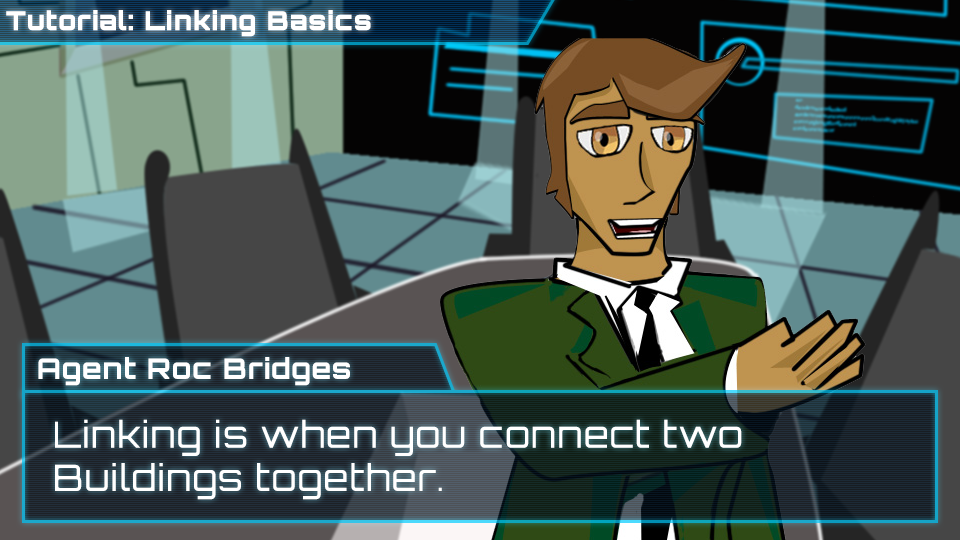 Tutorial: Linking Basics
Agent Roc Bridges
Linking is when you connect two
Buildings together.